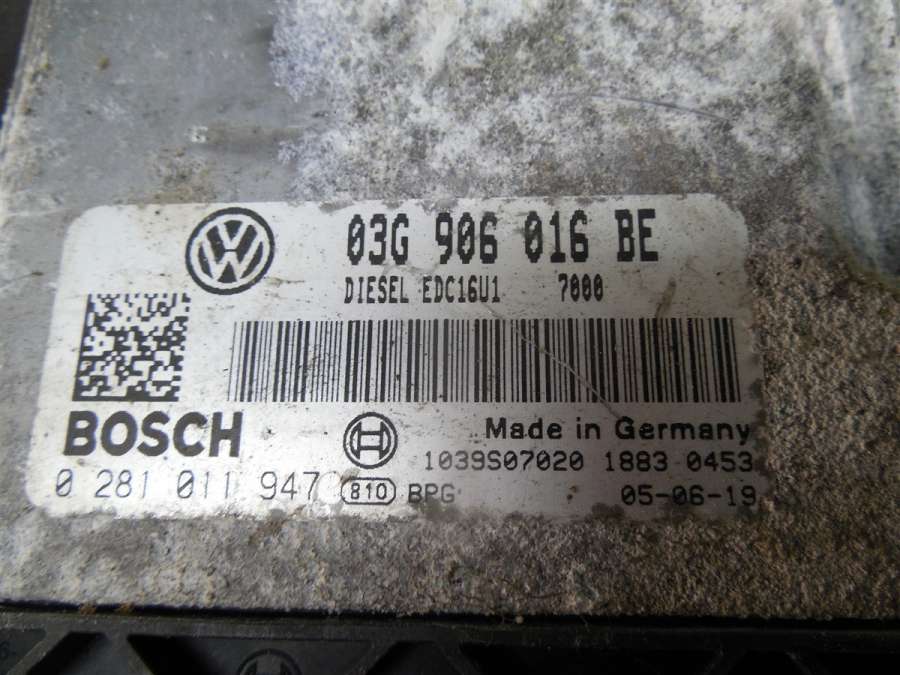 03G 906 016 BE
DIESEL EDC16U1 7000
BOSCH
Made in Germany
1039S07020 1883 0453
0 281 011 947 810 BPG 05-06-19